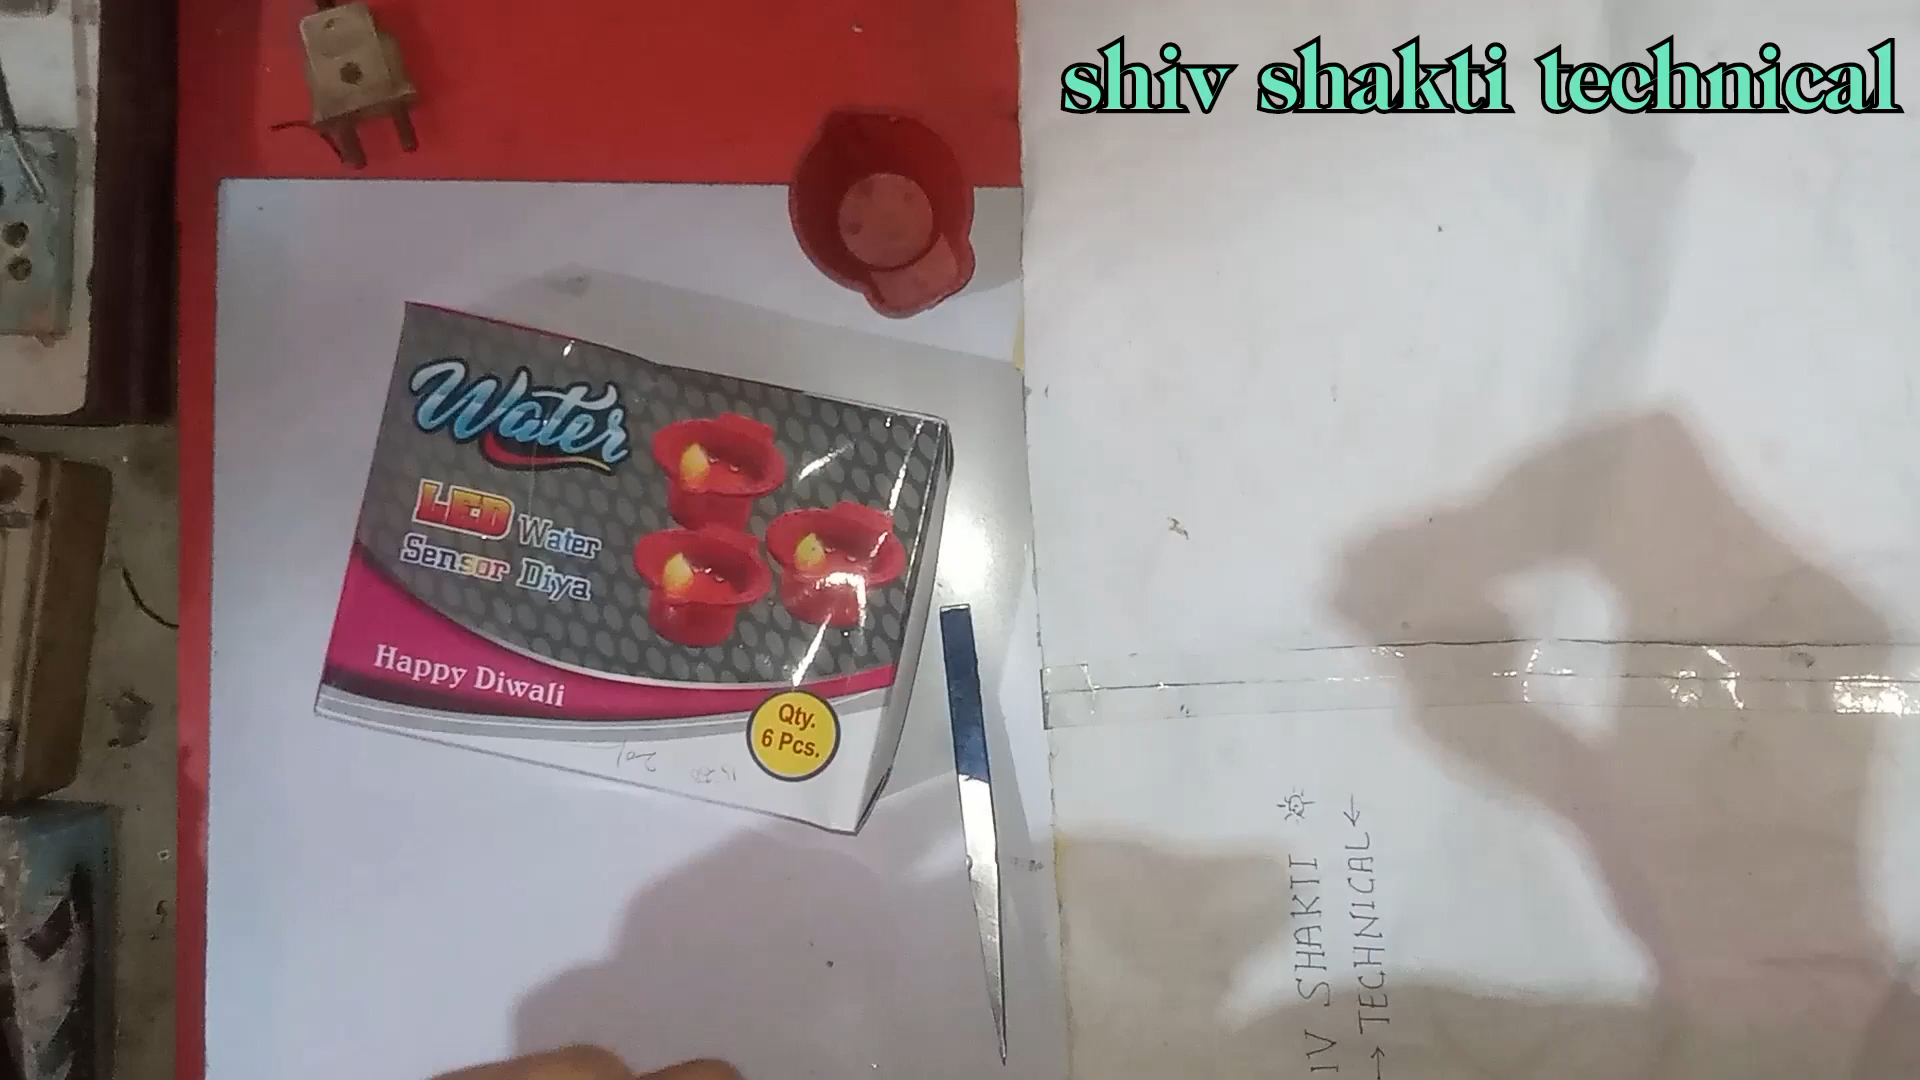 shiv shakti technical
Water
LED Water
Sensor Diya
Happy Diwali
Qty.
6 Pcs.
IV SHAKTI
→ TECHNICAL ←